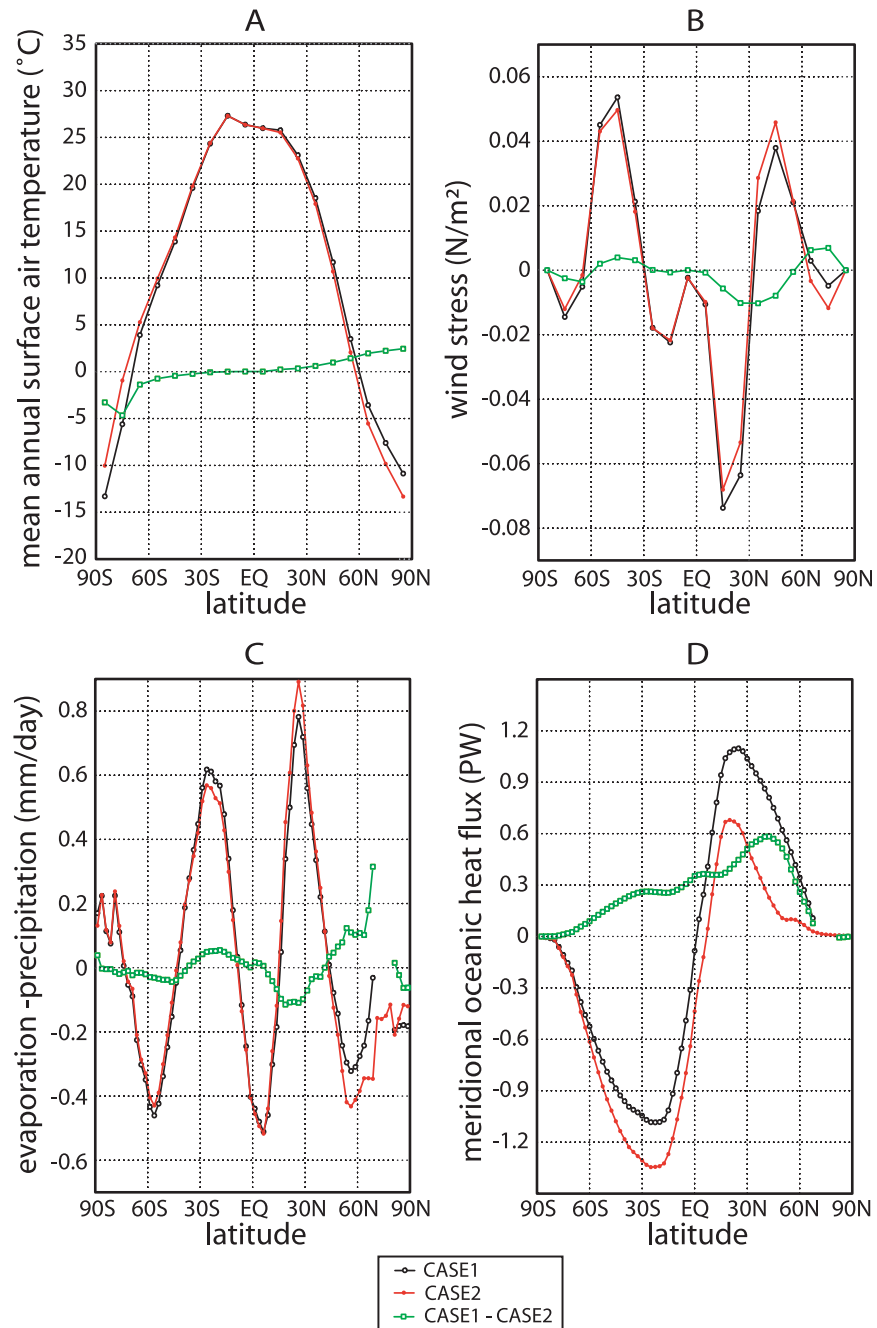 A
mean annual surface air temperature (˚C)
35
30
25
20
15
10
5
0
-5
-10
-15
-20
90S 60S 30S EQ 30N 60N 90N
latitude
B
wind stress (N/m²)
0.06
0.04
0.02
0
-0.02
-0.04
-0.06
-0.08
90S 60S 30S EQ 30N 60N 90N
latitude
C
evaporation -precipitation (mm/day)
0.8
0.6
0.4
0.2
0
-0.2
-0.4
-0.6
90S 60S 30S EQ 30N 60N 90N
latitude
D
meridional oceanic heat flux (PW)
1.2
0.9
0.6
0.3
0
-0.3
-0.6
-0.9
-1.2
90S 60S 30S EQ 30N 60N 90N
latitude
CASE1
CASE2
CASE1 - CASE2